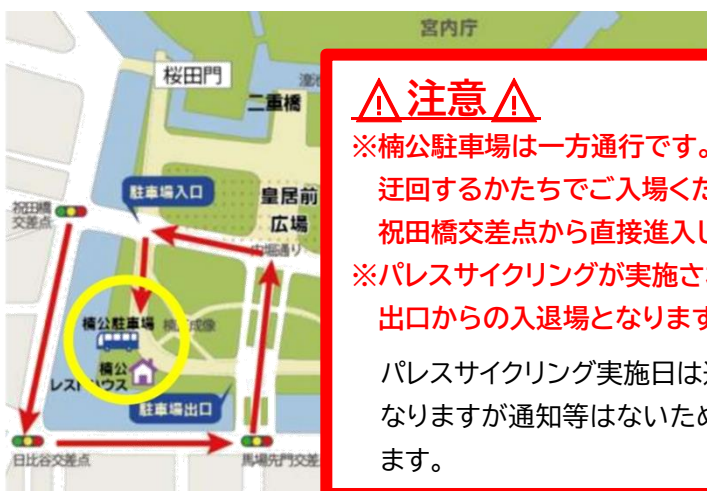 宮内庁
桜田門
二重橋
駐車場入口
皇居前
広場
祝田橋
交差点
内堀通り
楠公駐車場
楠公
レストハウス
駐車場出口
日比谷交差点
馬場先門交差
⚠注意⚠
※楠公駐車場は一方通行です。
迂回するかたちでご入場くだ
祝田橋交差点から直接進入し
※パレスサイクリングが実施さ
出口からの入退場となります
パレスサイクリング実施日は
なりますが通知等はないため
ます。